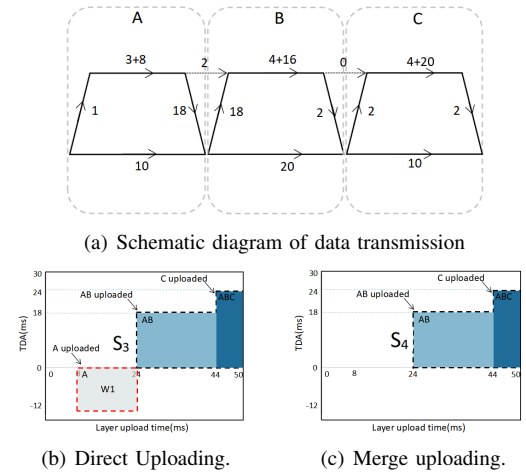 A B C
3+8 2 4+16 0 4+20
1 18 18 2 2 2
10 20 10
(a) Schematic diagram of data transmission
30
24
18
0
-12
TDA(ms)
C uploaded
ABC
AB uploaded
AB
S3
A uploaded
A
W1
0 8 24 44 50
Layer upload time(ms)
(b) Direct Uploading.
30
24
18
0
-12
TDA(ms)
C uploaded
ABC
AB uploaded
AB
S4
0 8 24 44 50
Layer upload time(ms)
(c) Merge uploading.